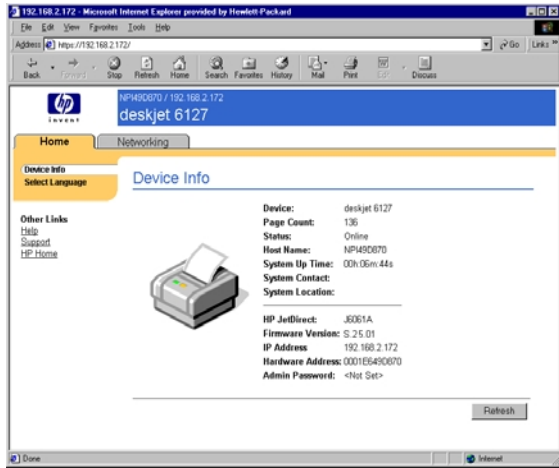 192.168.2.172 - Microsoft Internet Explorer provided by Hewlett-Packard
File Edit View Favorites Tools Help
Address https://192.168.2.172/ Go Links »
Back Forward Stop Refresh Home Search Favorites History Mail Print Edit Discuss
hp
invent
NPI49D870 / 192.168.2.172
deskjet 6127
Home Networking
Device Info
Select Language
Other Links
Help
Support
HP Home
Device Info
Device: deskjet 6127
Page Count: 136
Status: Online
Host Name: NPI49D870
System Up Time: 00h:06m:44s
System Contact:
System Location:
HP JetDirect: J6061A
Firmware Version: S.25.01
IP Address 192.168.2.172
Hardware Address: 0001E649D870
Admin Password: <Not Set>
Refresh
Done Internet